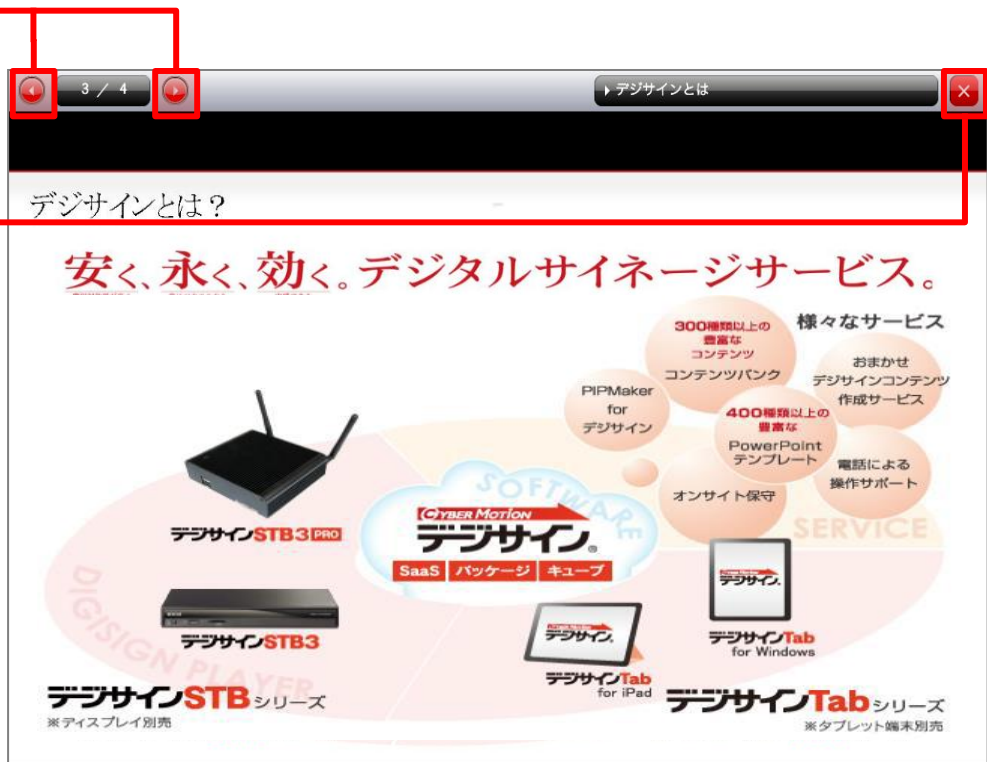 3 / 4
デジサインとは
デジサインとは？
安く、永く、効く。デジタルサイネージサービス。
様々なサービス
300種類以上の
豊富な
コンテンツ
コンテンツバンク
おまかせ
デジサインコンテンツ
作成サービス
PIPMaker
for
デジサイン
400種類以上の
豊富な
PowerPoint
テンプレート
電話による
操作サポート
オンサイト保守
SOFTWARE
SERVICE
CYBER MOTION
デジサイン®
SaaS パッケージ キューブ
デジサインSTB3 PRO
デジサイン
デジサインTab
for Windows
デジサインSTB3
デジサイン
デジサインTab
for iPad
DIGISIGN PLAYER
デジサインSTBシリーズ
※ディスプレイ別売
デジサインTabシリーズ
※タブレット端末別売